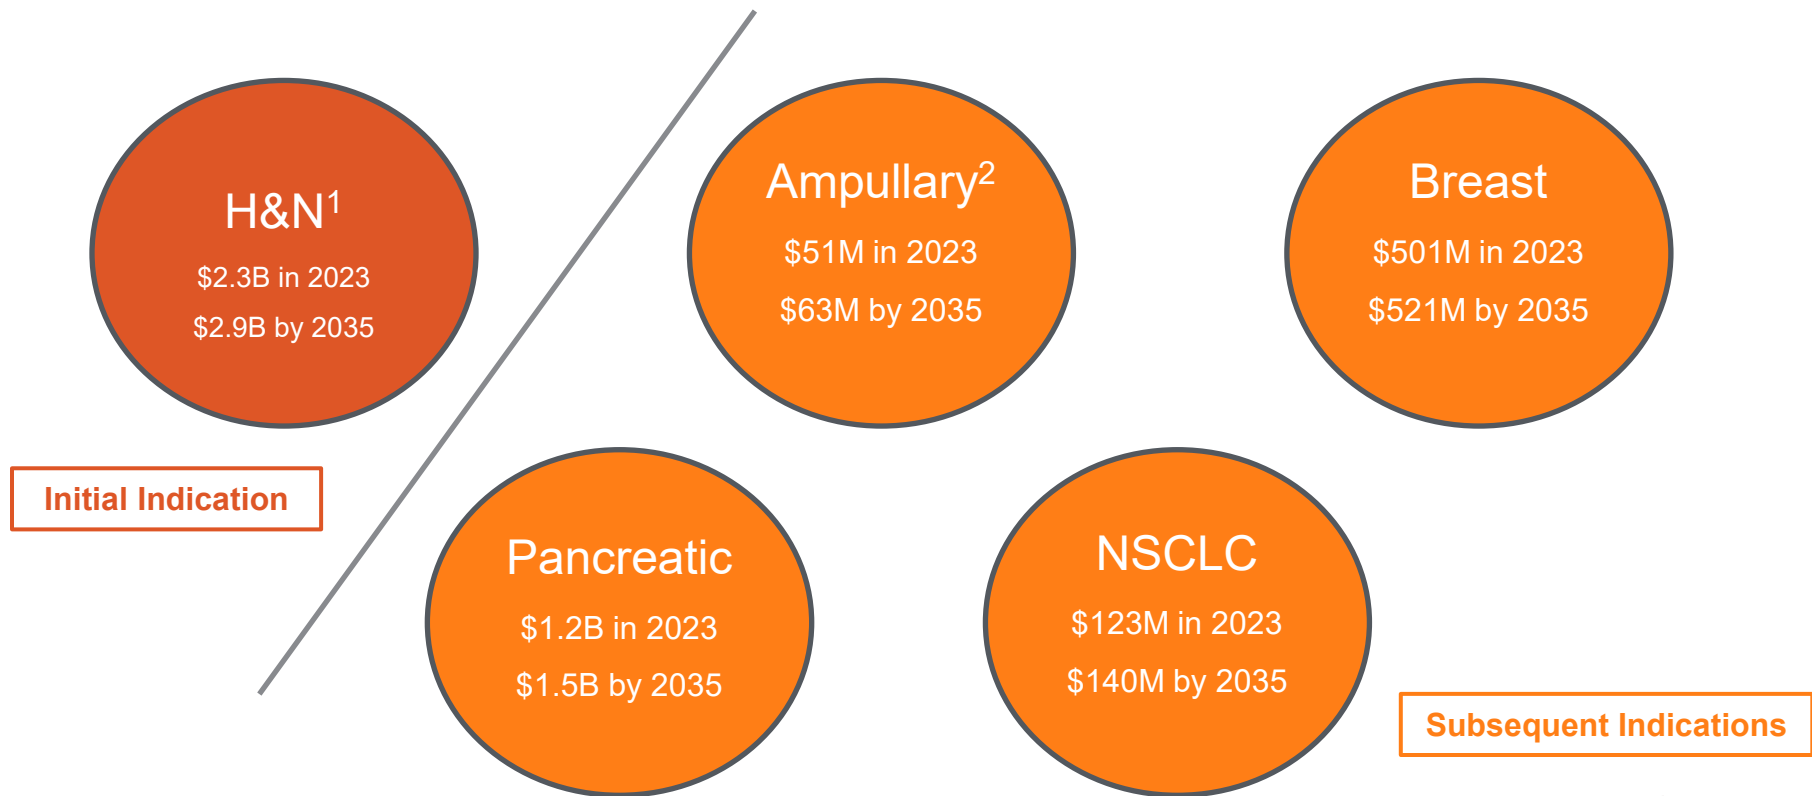 H&N¹
$2.3B in 2023
$2.9B by 2035
Initial Indication
Ampullary²
$51M in 2023
$63M by 2035
Breast
$501M in 2023
$521M by 2035
Pancreatic
$1.2B in 2023
$1.5B by 2035
NSCLC
$123M in 2023
$140M by 2035
Subsequent Indications